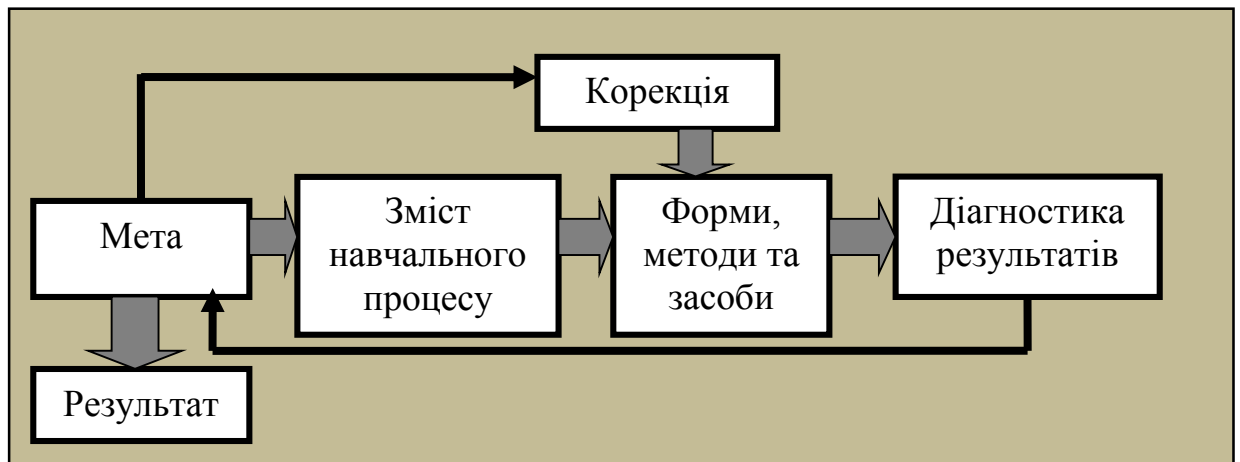 Корекція
Мета
Зміст
навчального
процесу
Форми,
методи та
засоби
Діагностика
результатів
Результат